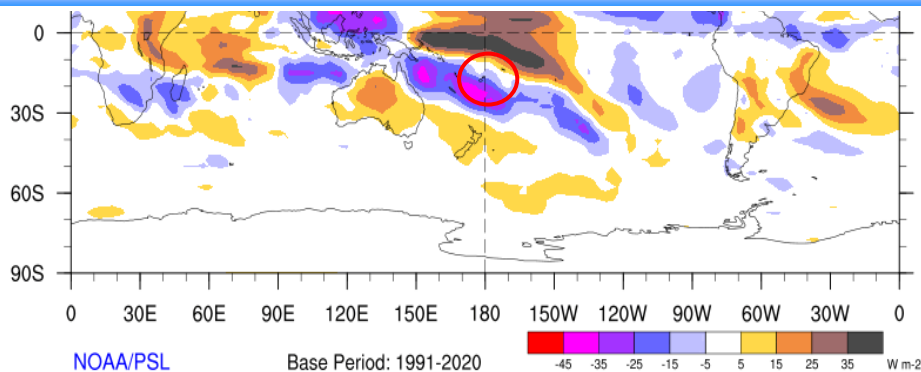 0
30S
60S
90S
0 30E 60E 90E 120E 150E 180 150W 120W 90W 60W 30W 0
NOAA/PSL Base Period: 1991-2020
-45 -35 -25 -15 -5 5 15 25 35 W m-2